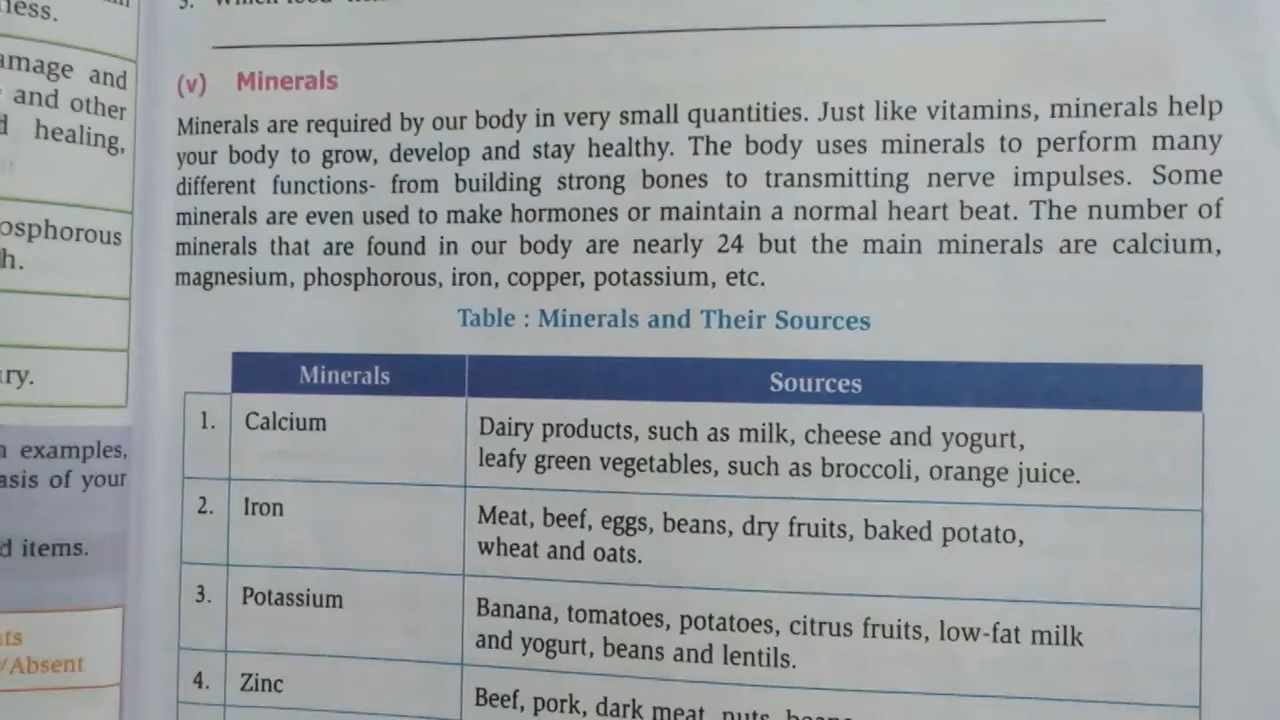 ness.
amage and
and other
healing,
osphorous
h.
ry.
examples,
asis of your
d items.
ts
/Absent
(v) Minerals
Minerals are required by our body in very small quantities. Just like vitamins, minerals help
your body to grow, develop and stay healthy. The body uses minerals to perform many
different functions- from building strong bones to transmitting nerve impulses. Some
minerals are even used to make hormones or maintain a normal heart beat. The number of
minerals that are found in our body are nearly 24 but the main minerals are calcium,
magnesium, phosphorous, iron, copper, potassium, etc.
Table : Minerals and Their Sources
Minerals Sources
1. Calcium Dairy products, such as milk, cheese and yogurt,
leafy green vegetables, such as broccoli, orange juice.
2. Iron Meat, beef, eggs, beans, dry fruits, baked potato,
wheat and oats.
3. Potassium Banana, tomatoes, potatoes, citrus fruits, low-fat milk
and yogurt, beans and lentils.
4. Zinc Beef, pork, dark meat, nuts,